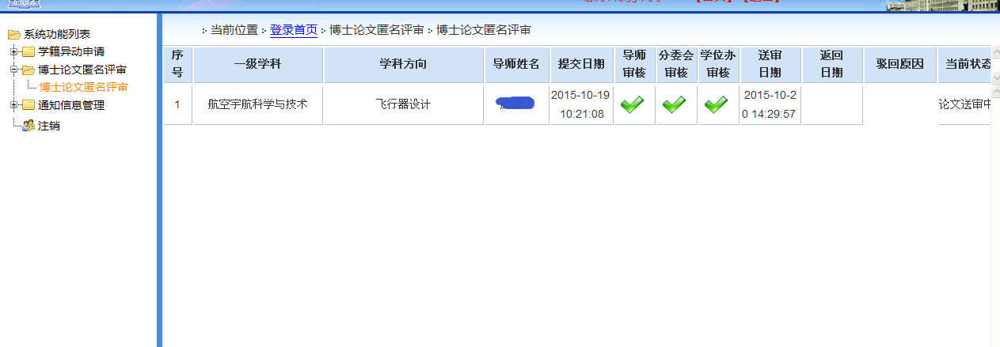 当前位置 登录首页 博士论文匿名评审 博士论文匿名评审
系统功能列表
学籍异动申请
博士论文匿名评审
博士论文匿名评审
通知信息管理
注销
序号 一级学科 学科方向 导师姓名 提交日期 导师审核 分委会审核 学位办审核 送审日期 返回日期 驳回原因 当前状态
1 航空宇航科学与技术 飞行器设计 2015-10-19 10:21:08 2015-10-20 14:29:57 论文送审中